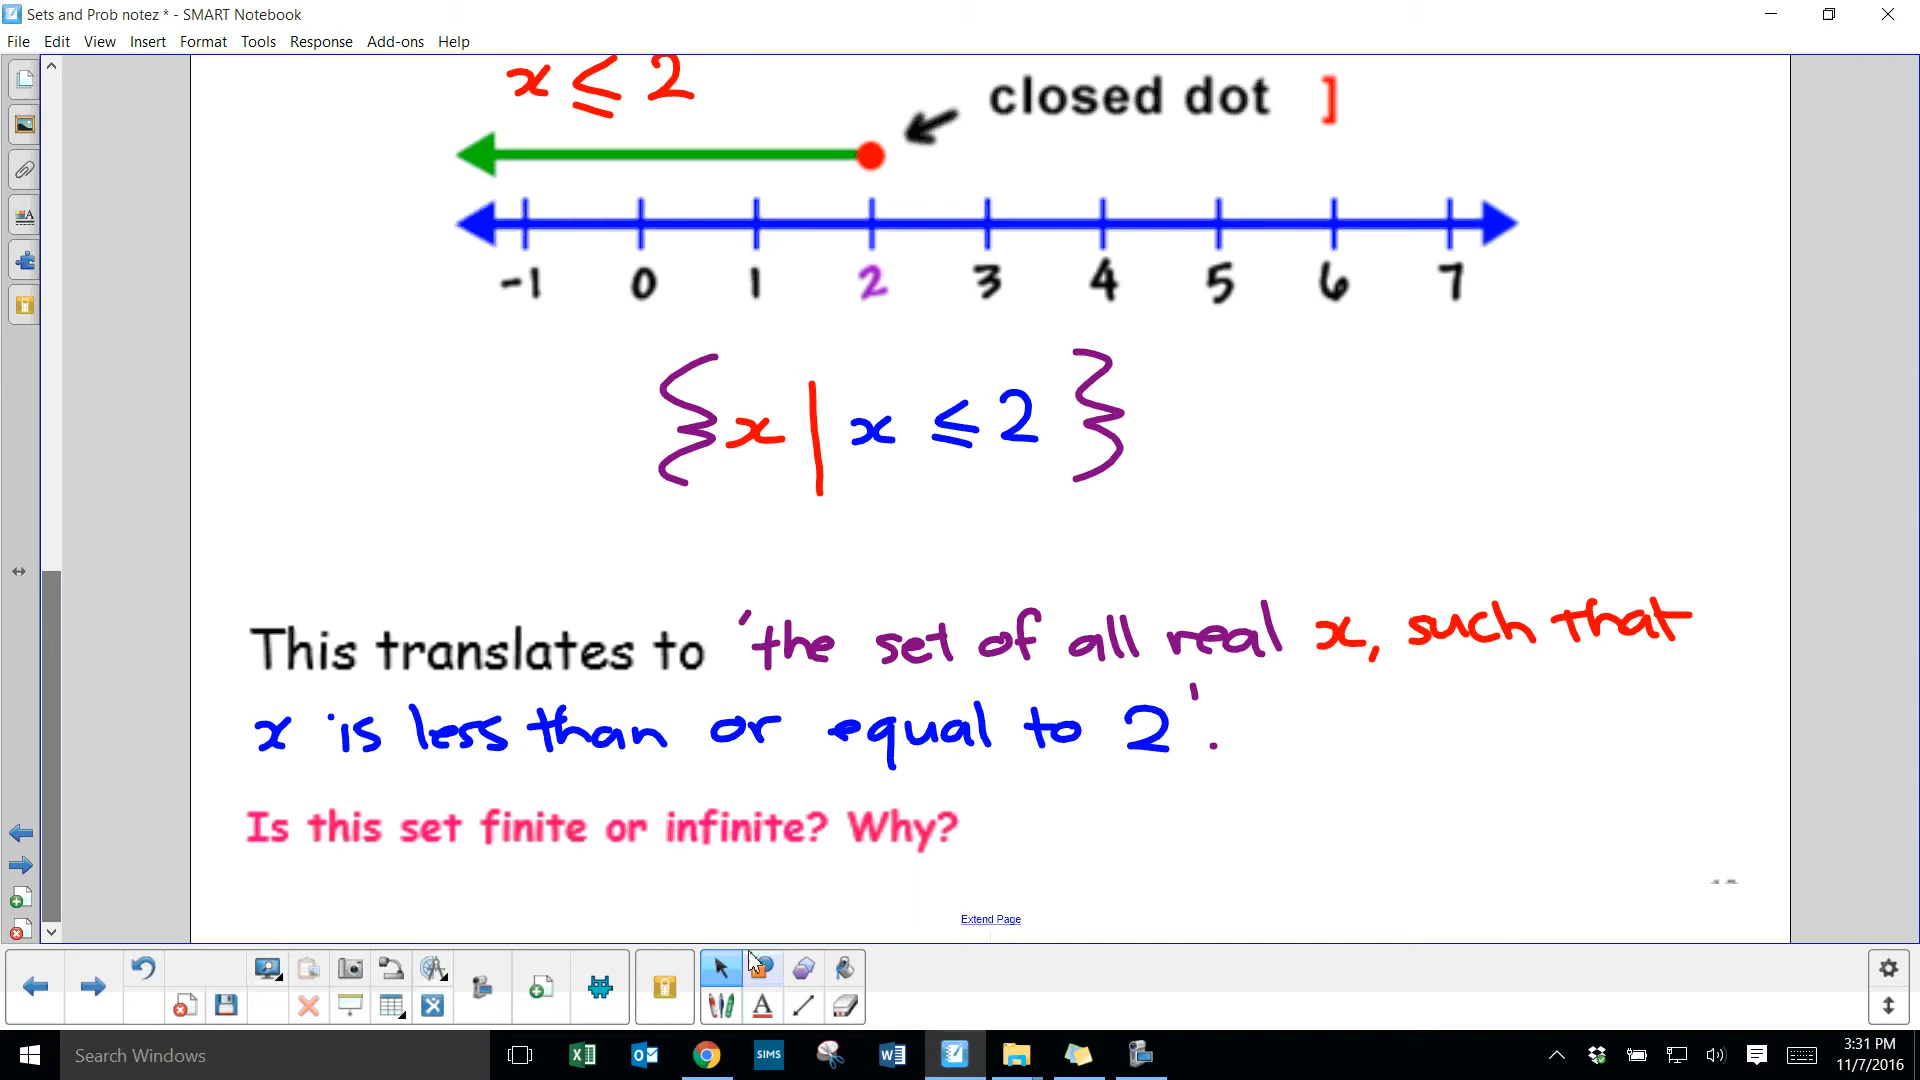 Sets and Prob notez * - SMART Notebook
File Edit View Insert Format Tools Response Add-ons Help
x ≤ 2
closed dot ]
-1 0 1 2 3 4 5 6 7
{ x | x ≤ 2 }
This translates to 'the set of all real x, such that
x is less than or equal to 2'.
Is this set finite or infinite? Why?
Extend Page
Search Windows
SIMS
3:31 PM
11/7/2016